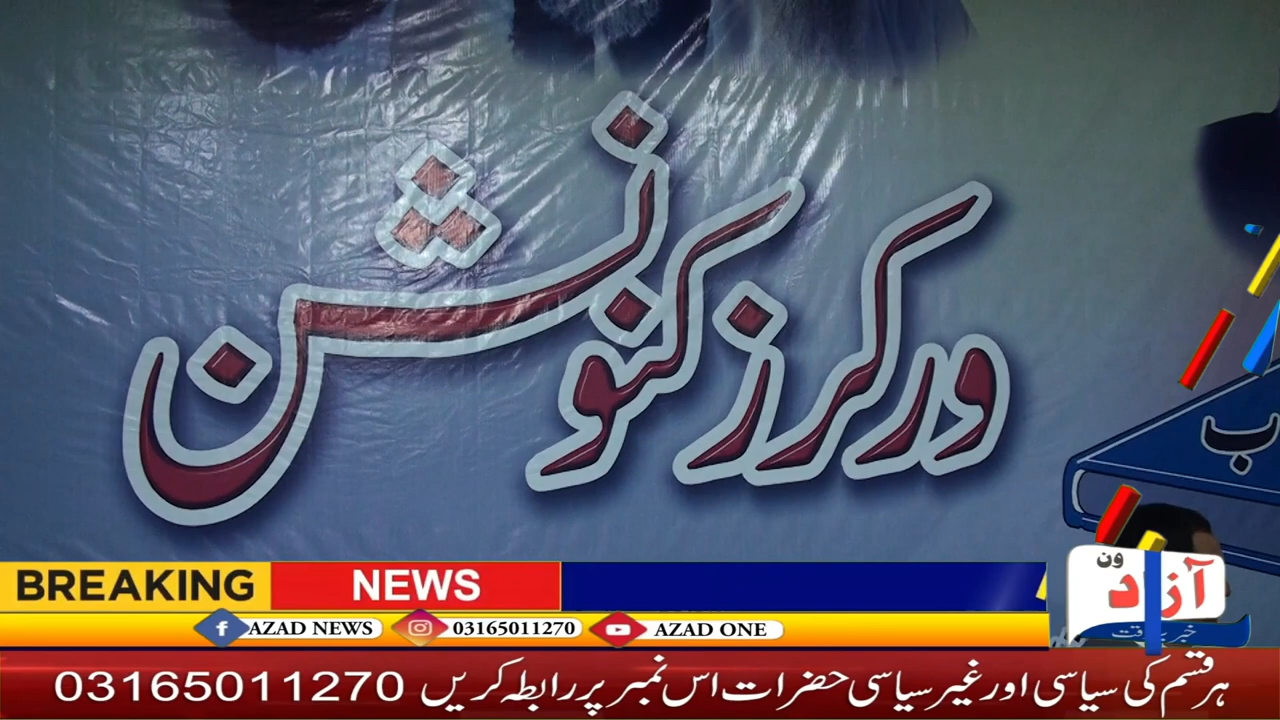 ورکرز کنونشن
ب
BREAKING NEWS
AZAD NEWS 03165011270 AZAD ONE
آزاد ون
ہر قسم کی سیاسی اور غیر سیاسی حضرات اس نمبر پر رابطہ کریں 03165011270